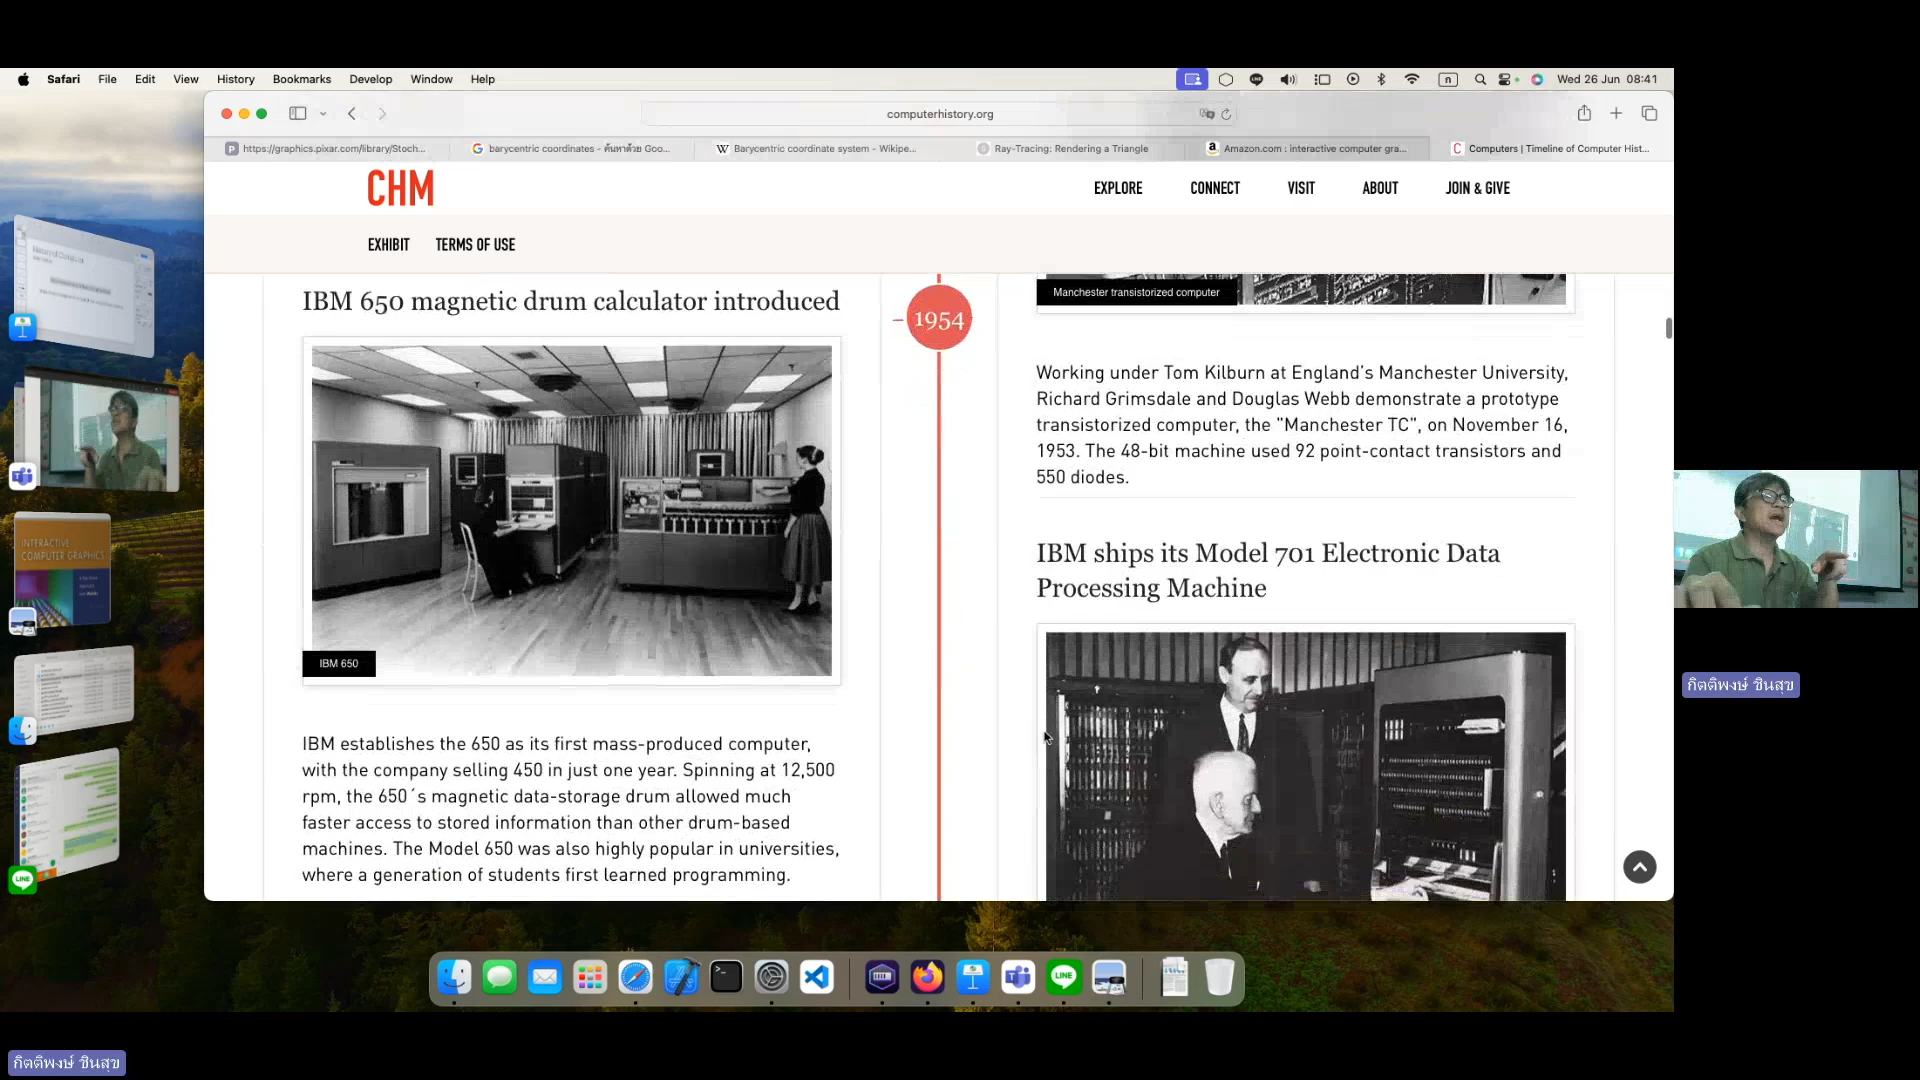 Safari File Edit View History Bookmarks Develop Window Help
n
Wed 26 Jun 08:41
computerhistory.org
https://graphics.pixar.com/library/Stoch...
barycentric coordinates - ค้นหาด้วย Goo...
Barycentric coordinate system - Wikipe...
Ray-Tracing: Rendering a Triangle
Amazon.com : interactive computer gra...
Computers | Timeline of Computer Hist...
CHM
EXPLORE CONNECT VISIT ABOUT JOIN & GIVE
EXHIBIT TERMS OF USE
IBM 650 magnetic drum calculator introduced
IBM 650
IBM establishes the 650 as its first mass-produced computer,
with the company selling 450 in just one year. Spinning at 12,500
rpm, the 650´s magnetic data-storage drum allowed much
faster access to stored information than other drum-based
machines. The Model 650 was also highly popular in universities,
where a generation of students first learned programming.
1954
Manchester transistorized computer
Working under Tom Kilburn at England’s Manchester University,
Richard Grimsdale and Douglas Webb demonstrate a prototype
transistorized computer, the "Manchester TC", on November 16,
1953. The 48-bit machine used 92 point-contact transistors and
550 diodes.
IBM ships its Model 701 Electronic Data
Processing Machine
INTERACTIVE
COMPUTER GRAPHICS
LINE
LINE
กิตติพงษ์ ชินสุข
กิตติพงษ์ ชินสุข